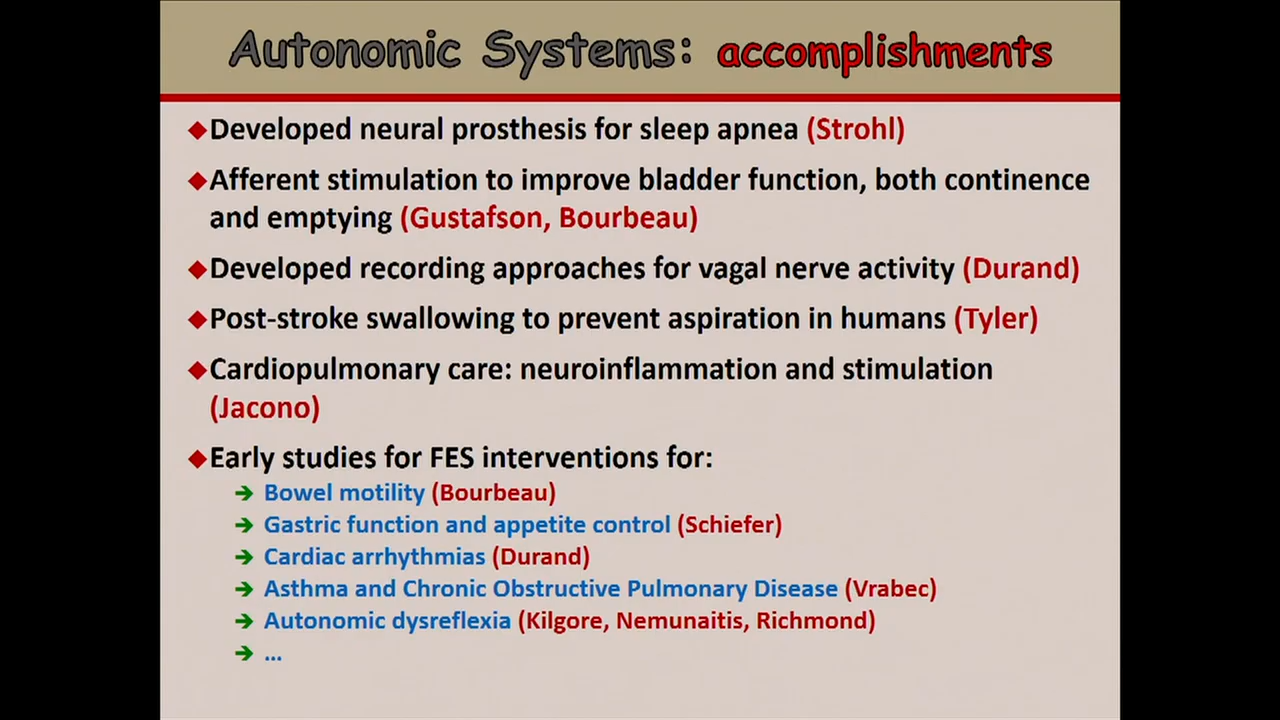 Autonomic Systems: accomplishments
◆Developed neural prosthesis for sleep apnea (Strohl)
◆Afferent stimulation to improve bladder function, both continence
and emptying (Gustafson, Bourbeau)
◆Developed recording approaches for vagal nerve activity (Durand)
◆Post-stroke swallowing to prevent aspiration in humans (Tyler)
◆Cardiopulmonary care: neuroinflammation and stimulation
(Jacono)
◆Early studies for FES interventions for:
➔ Bowel motility (Bourbeau)
➔ Gastric function and appetite control (Schiefer)
➔ Cardiac arrhythmias (Durand)
➔ Asthma and Chronic Obstructive Pulmonary Disease (Vrabec)
➔ Autonomic dysreflexia (Kilgore, Nemunaitis, Richmond)
➔ ...